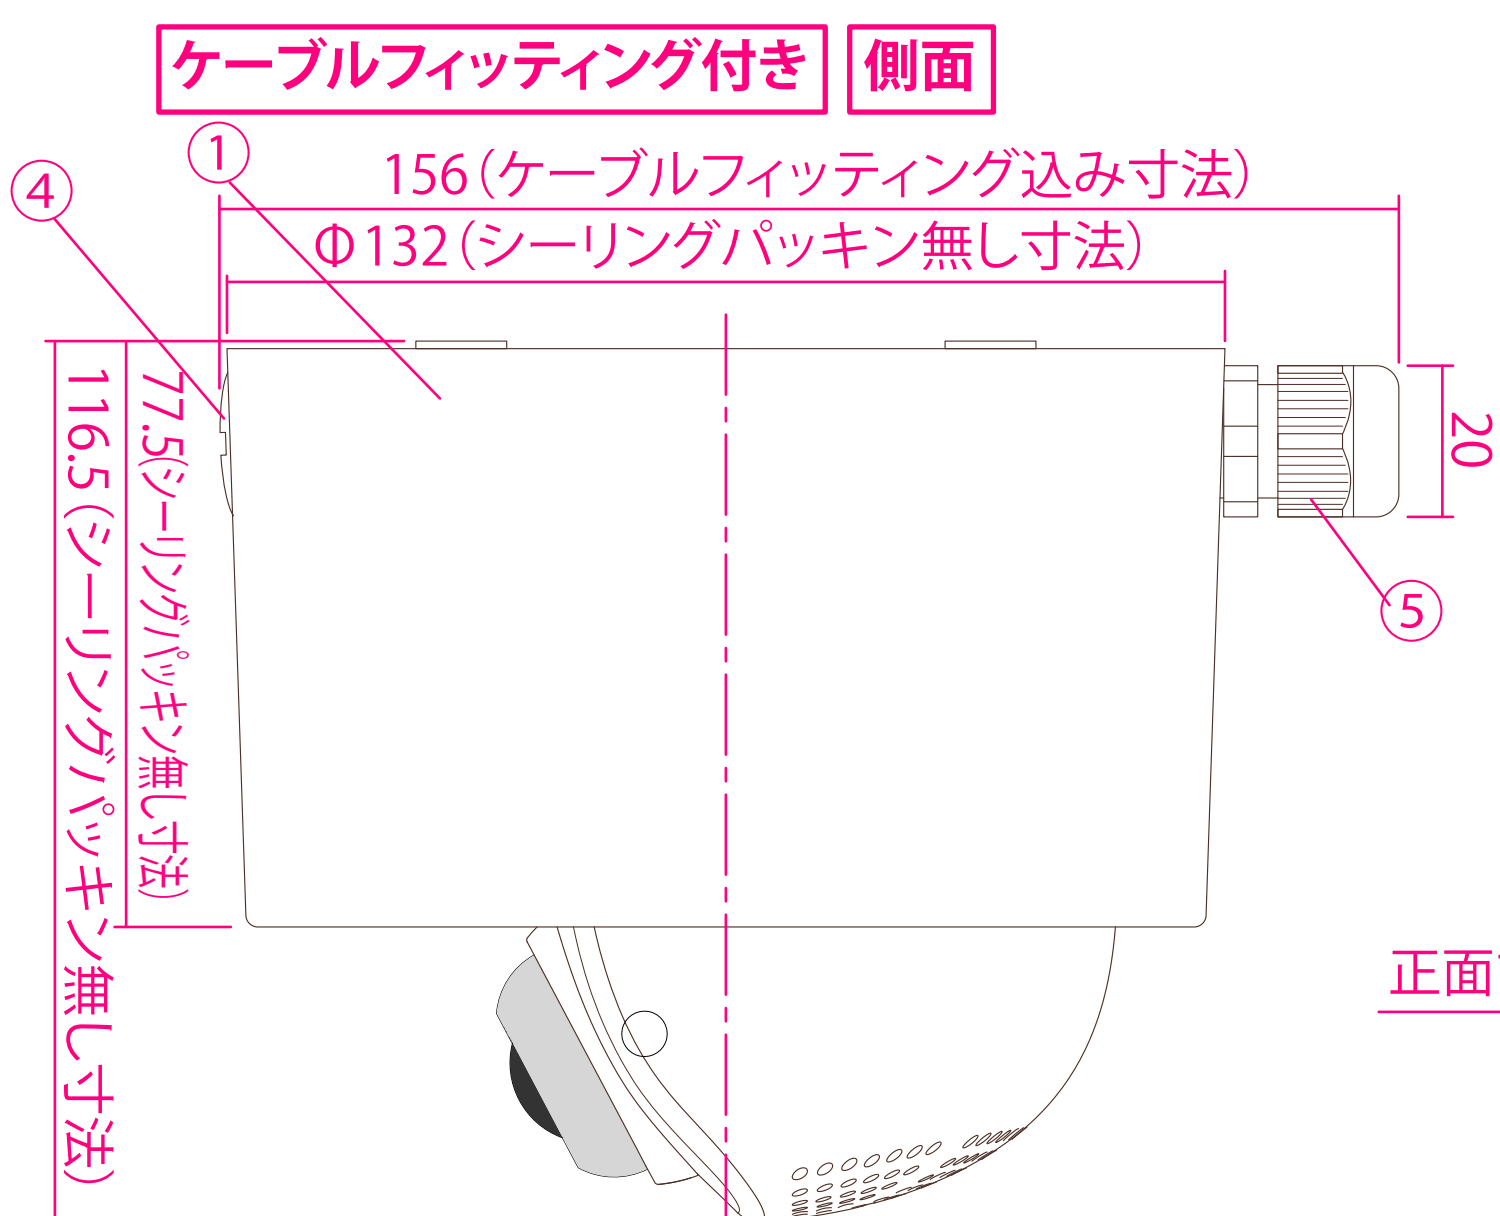 ケーブルフィッティング付き 側面
①
④
156(ケーブルフィッティング込み寸法)
Φ132(シーリングパッキン無し寸法)
77.5(シーリングパッキン無し寸法)
116.5(シーリングパッキン無し寸法)
20
⑤
正面